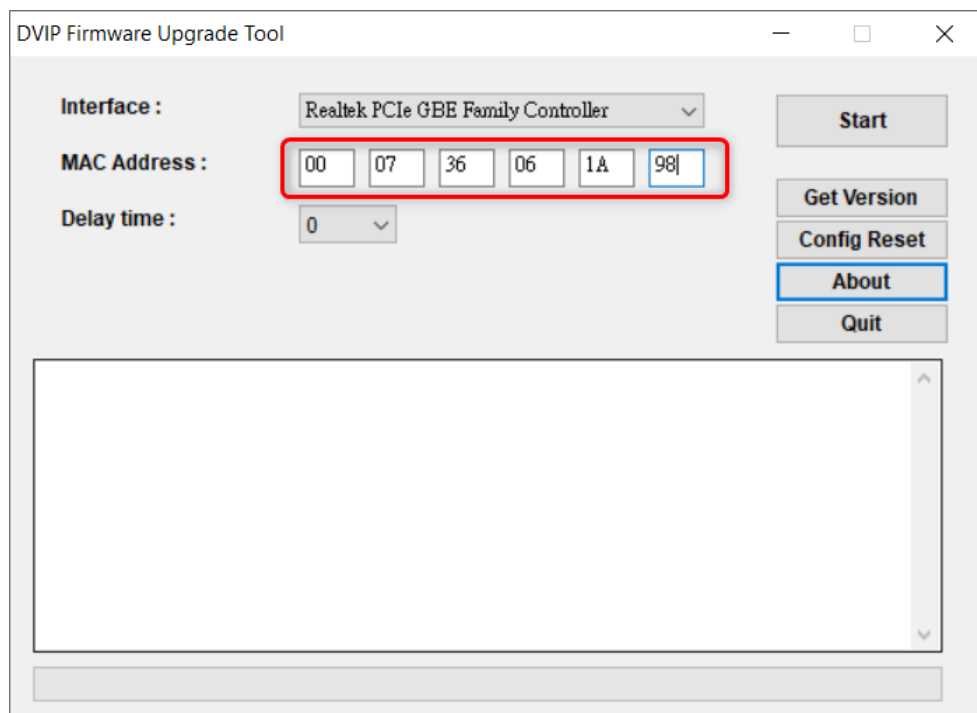 DVIP Firmware Upgrade Tool
Interface : Realtek PCIe GBE Family Controller Start
MAC Address : 00 07 36 06 1A 98
Get Version
Delay time : 0
Config Reset
About
Quit